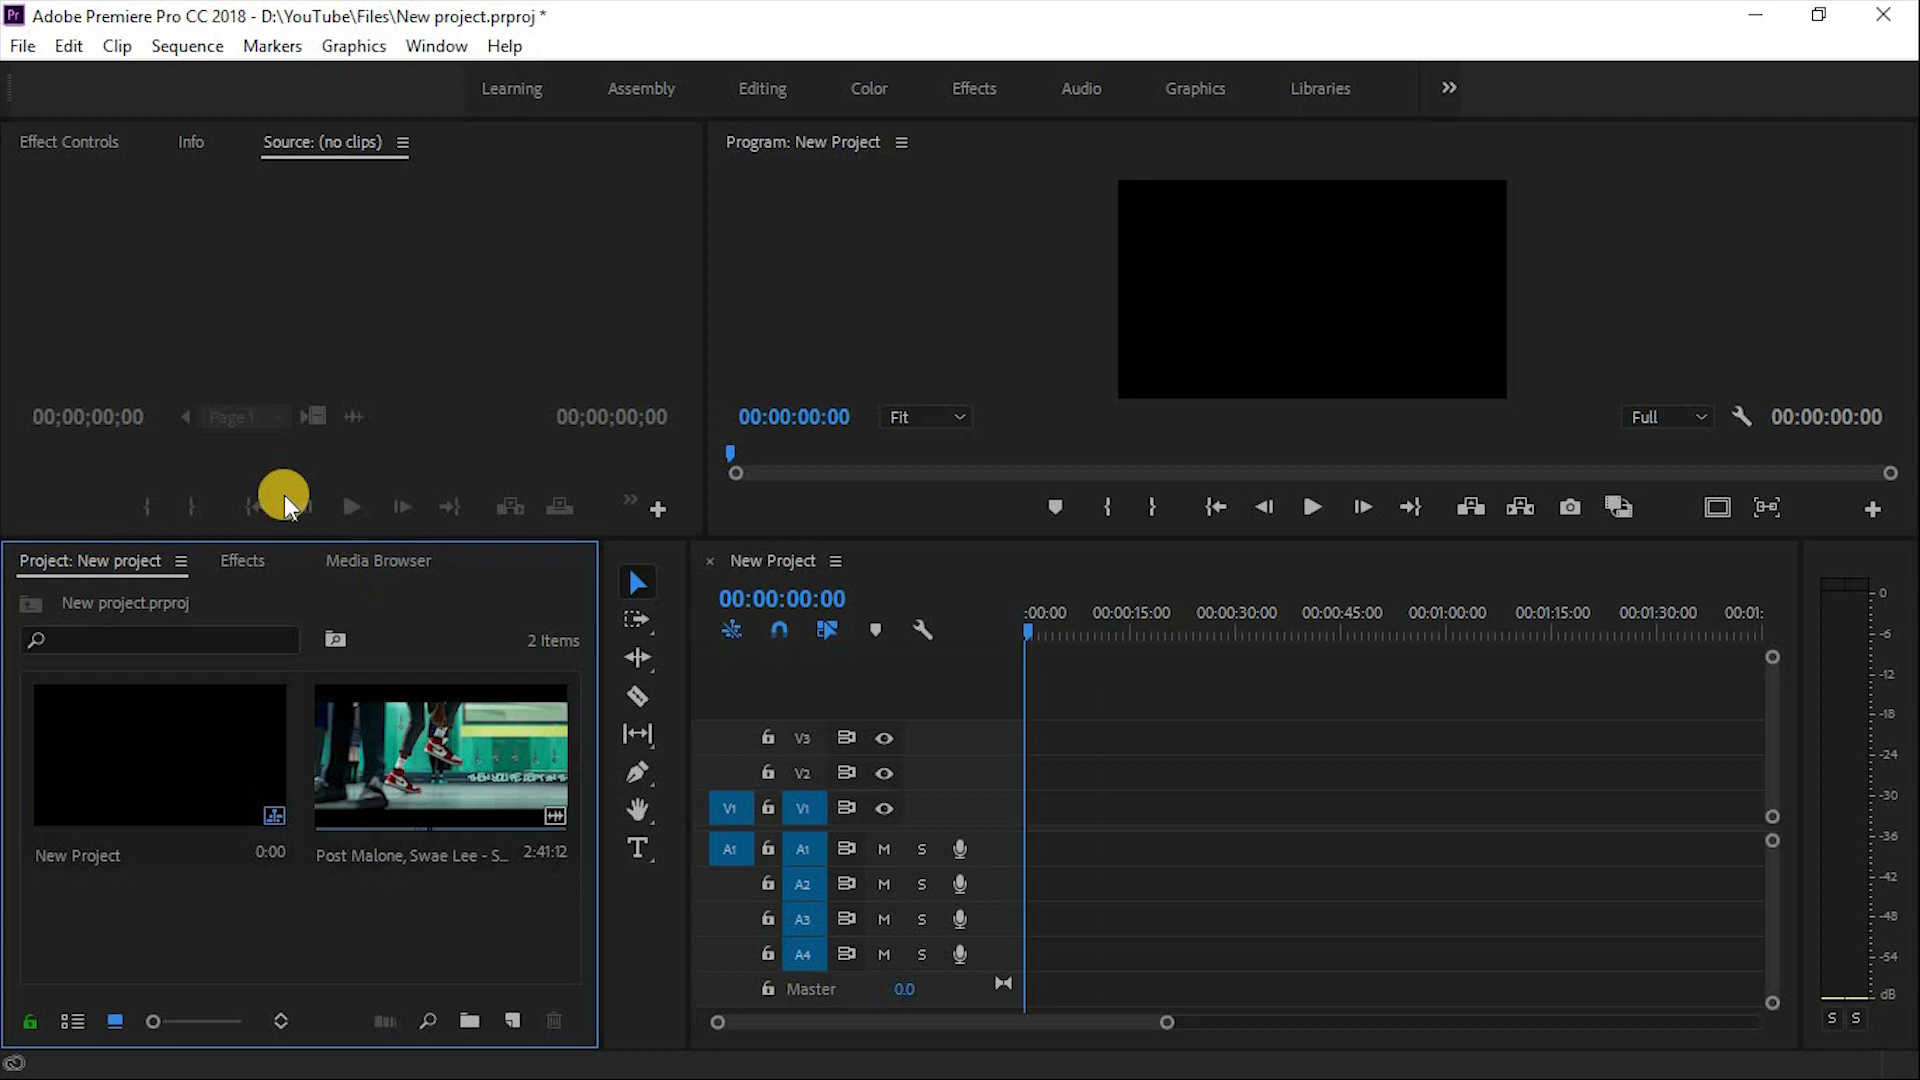 Adobe Premiere Pro CC 2018 - D:\YouTube\Files\New project.prproj *
File Edit Clip Sequence Markers Graphics Window Help
Learning Assembly Editing Color Effects Audio Graphics Libraries
Effect Controls Info Source: (no clips)
Program: New Project
00;00;00;00 Page 1 00;00;00;00
00:00:00:00 Fit Full 00:00:00:00
Project: New project Effects Media Browser
New project.prproj
2 Items
New Project 0:00
Post Malone, Swae Lee - S... 2:41:12
New Project
00:00:00:00
:00:00 00:00:15:00 00:00:30:00 00:00:45:00 00:01:00:00 00:01:15:00 00:01:30:00 00:01:
V3
V2
V1 V1
A1 A1 M S
A2 M S
A3 M S
A4 M S
Master 0.0
0
-6
-12
-18
-24
-30
-36
-42
-48
-54
dB
S S